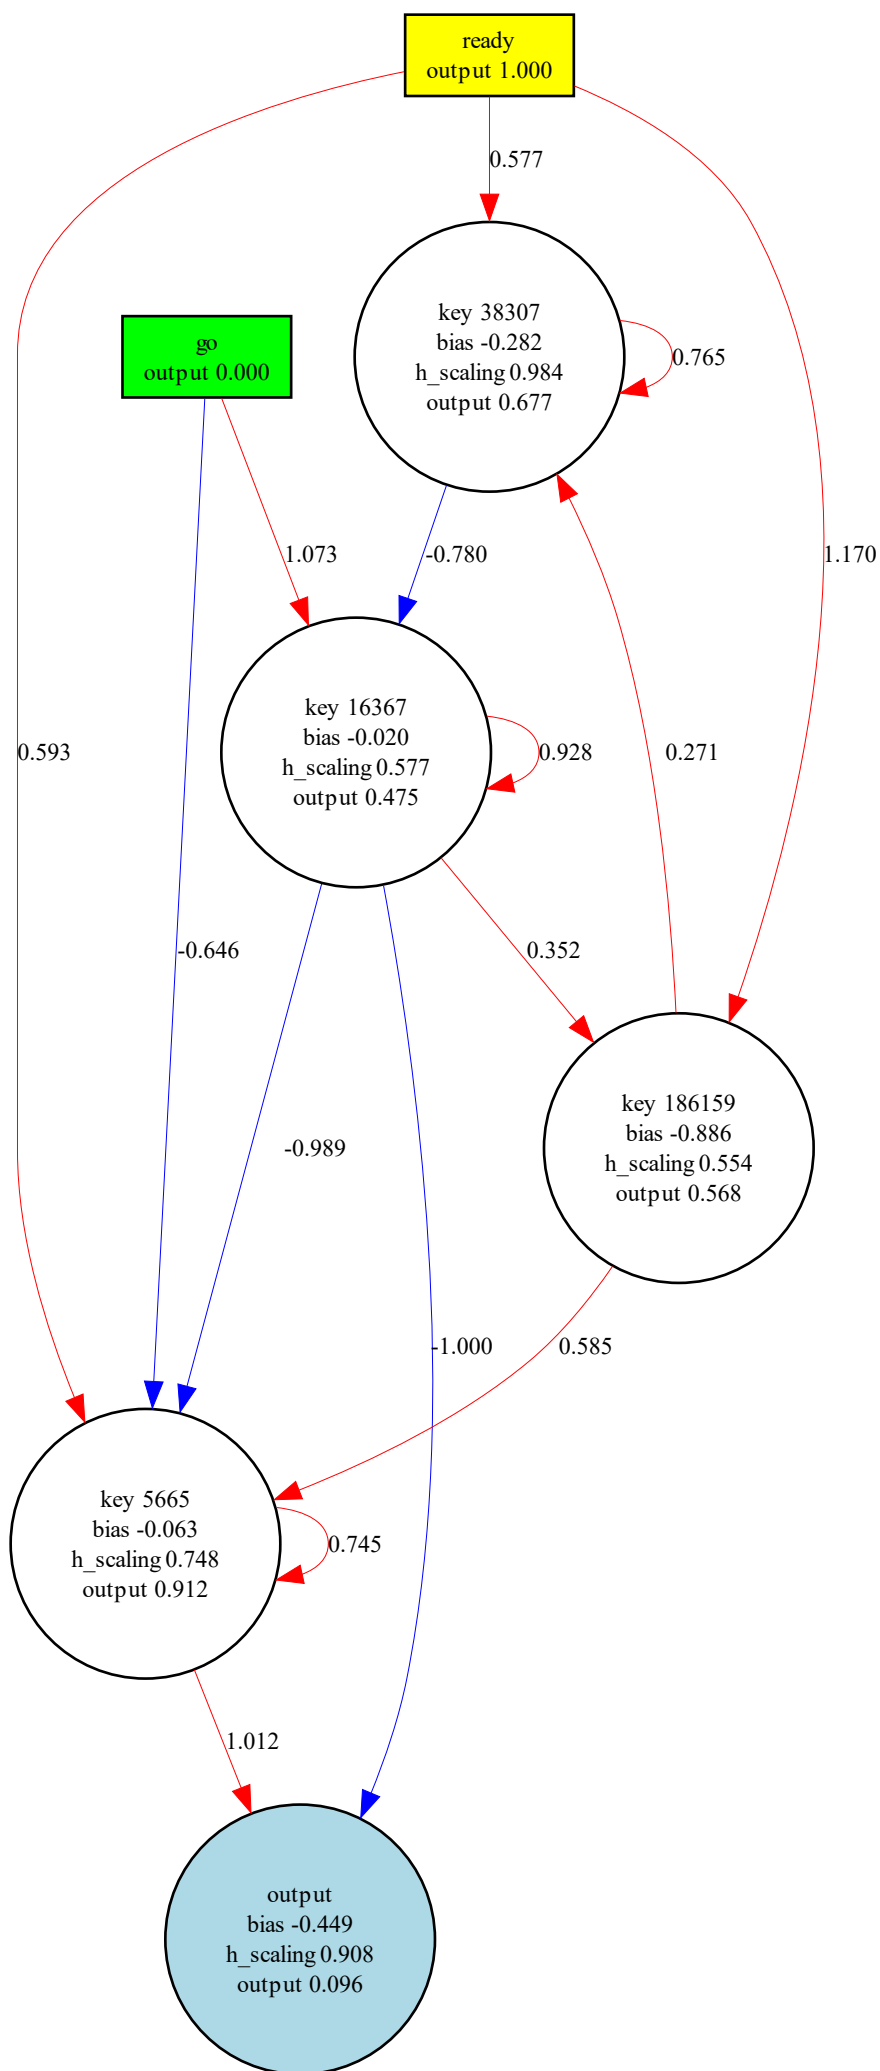 ready
output 1.000
0.577
go
output 0.000
key 38307
bias -0.282
h_scaling 0.984
output 0.677
0.765
1.073
-0.780
1.170
0.593
key 16367
bias -0.020
h_scaling 0.577
output 0.475
0.928
0.271
-0.646
0.352
-0.989
key 186159
bias -0.886
h_scaling 0.554
output 0.568
-1.000
0.585
key 5665
bias -0.063
h_scaling 0.748
output 0.912
0.745
1.012
output
bias -0.449
h_scaling 0.908
output 0.096